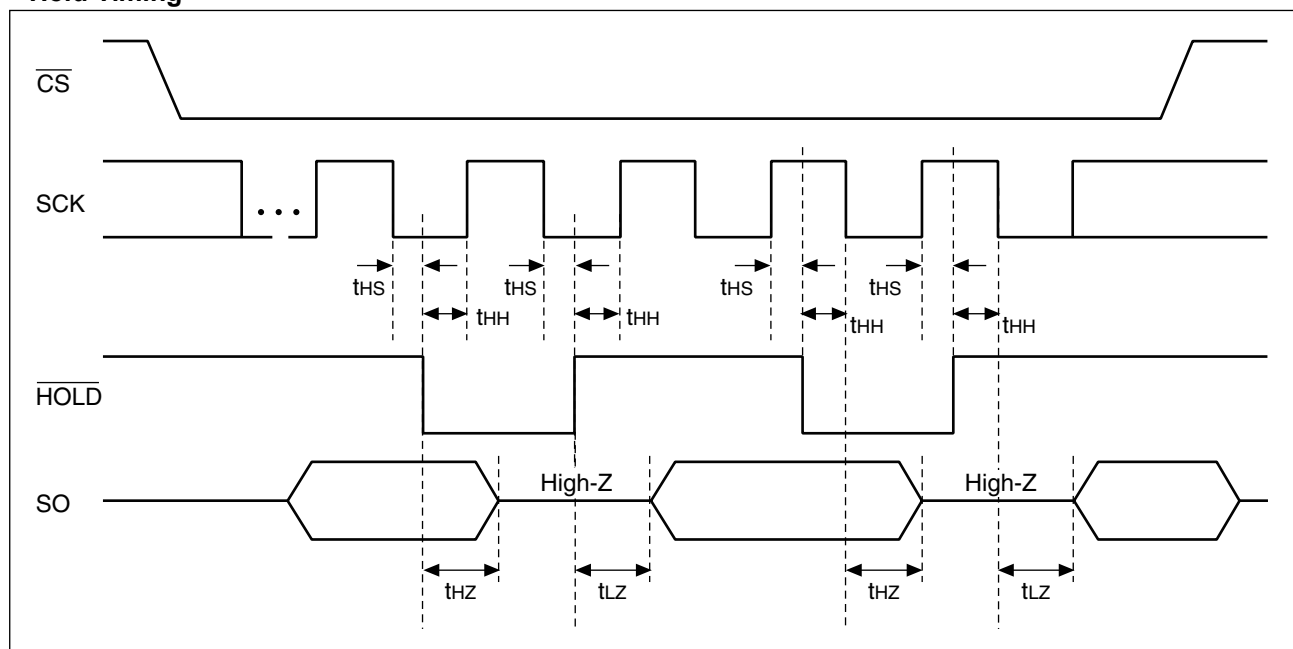 Hold Timing
CS
SCK
• • •
tHS tHS tHS tHS
tHH tHH tHH tHH
HOLD
High-Z High-Z
SO
tHZ tLZ tHZ tLZ